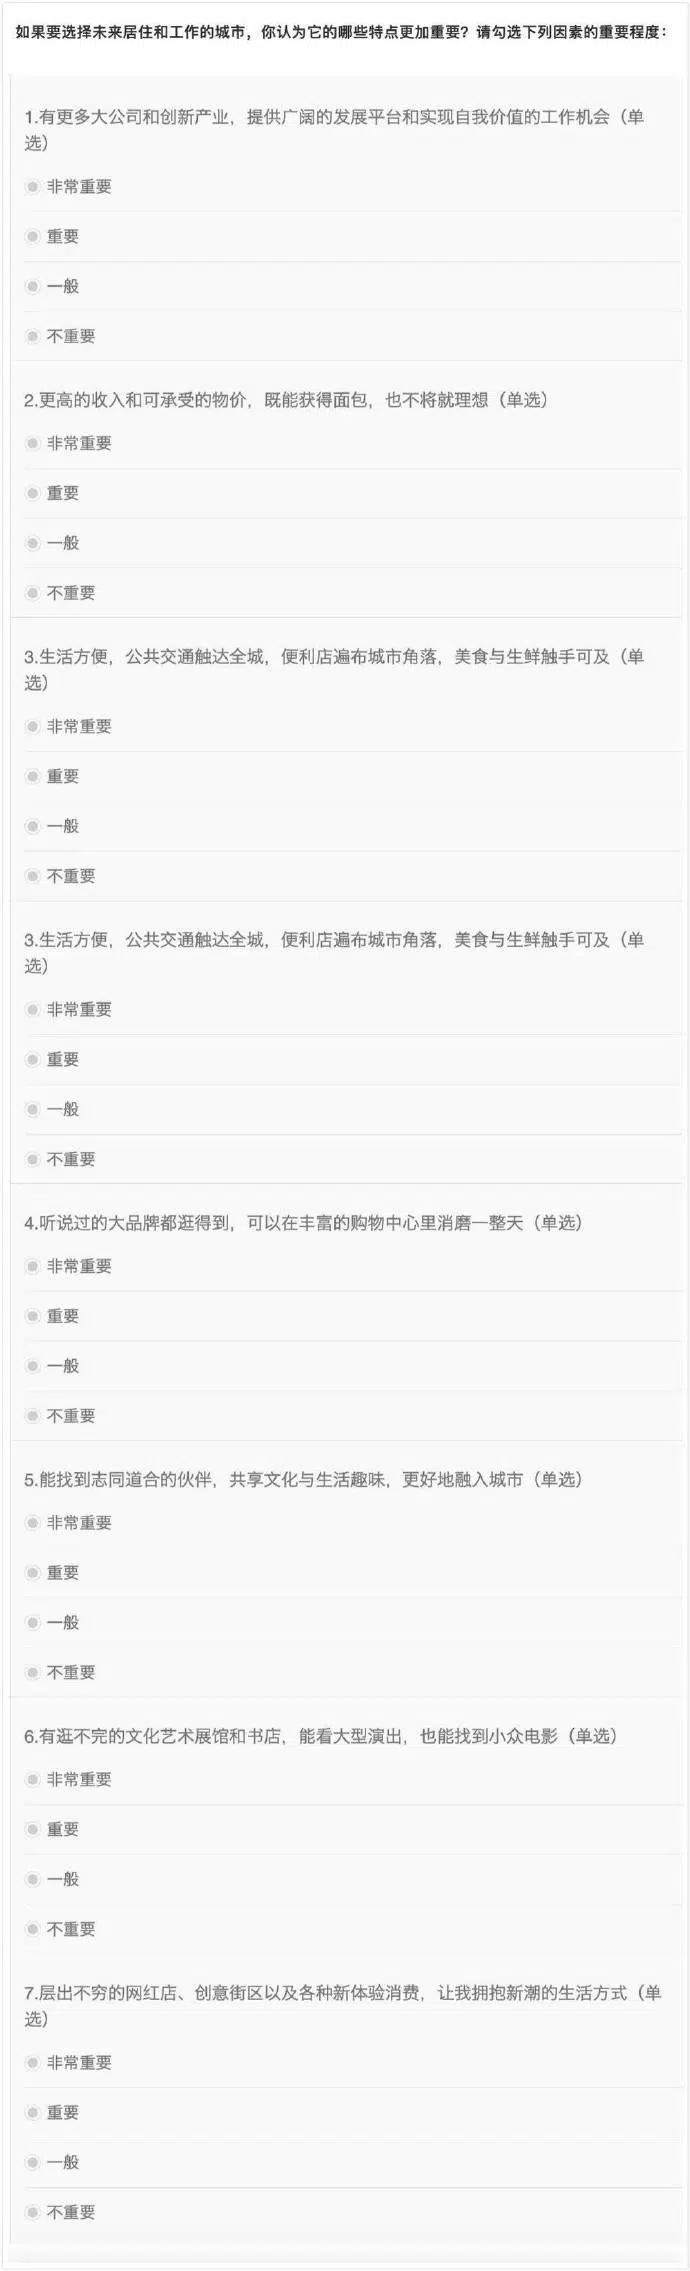 如果要选择未来居住和工作的城市，你认为它的哪些特点更加重要？请勾选下列因素的重要程度：
1.有更多大公司和创新产业，提供广阔的发展平台和实现自我价值的工作机会（单
选）
非常重要
重要
一般
不重要
2.更高的收入和可承受的物价，既能获得面包，也不将就理想（单选）
非常重要
重要
一般
不重要
3.生活方便，公共交通触达全城，便利店遍布城市角落，美食与生鲜触手可及（单
选）
非常重要
重要
一般
不重要
3.生活方便，公共交通触达全城，便利店遍布城市角落，美食与生鲜触手可及（单
选）
非常重要
重要
一般
不重要
4.听说过的大品牌都逛得到，可以在丰富的购物中心里消磨一整天（单选）
非常重要
重要
一般
不重要
5.能找到志同道合的伙伴，共享文化与生活趣味，更好地融入城市（单选）
非常重要
重要
一般
不重要
6.有逛不完的文化艺术展馆和书店，能看大型演出，也能找到小众电影（单选）
非常重要
重要
一般
不重要
7.层出不穷的网红店、创意街区以及各种新体验消费，让我拥抱新潮的生活方式（单
选）
非常重要
重要
一般
不重要